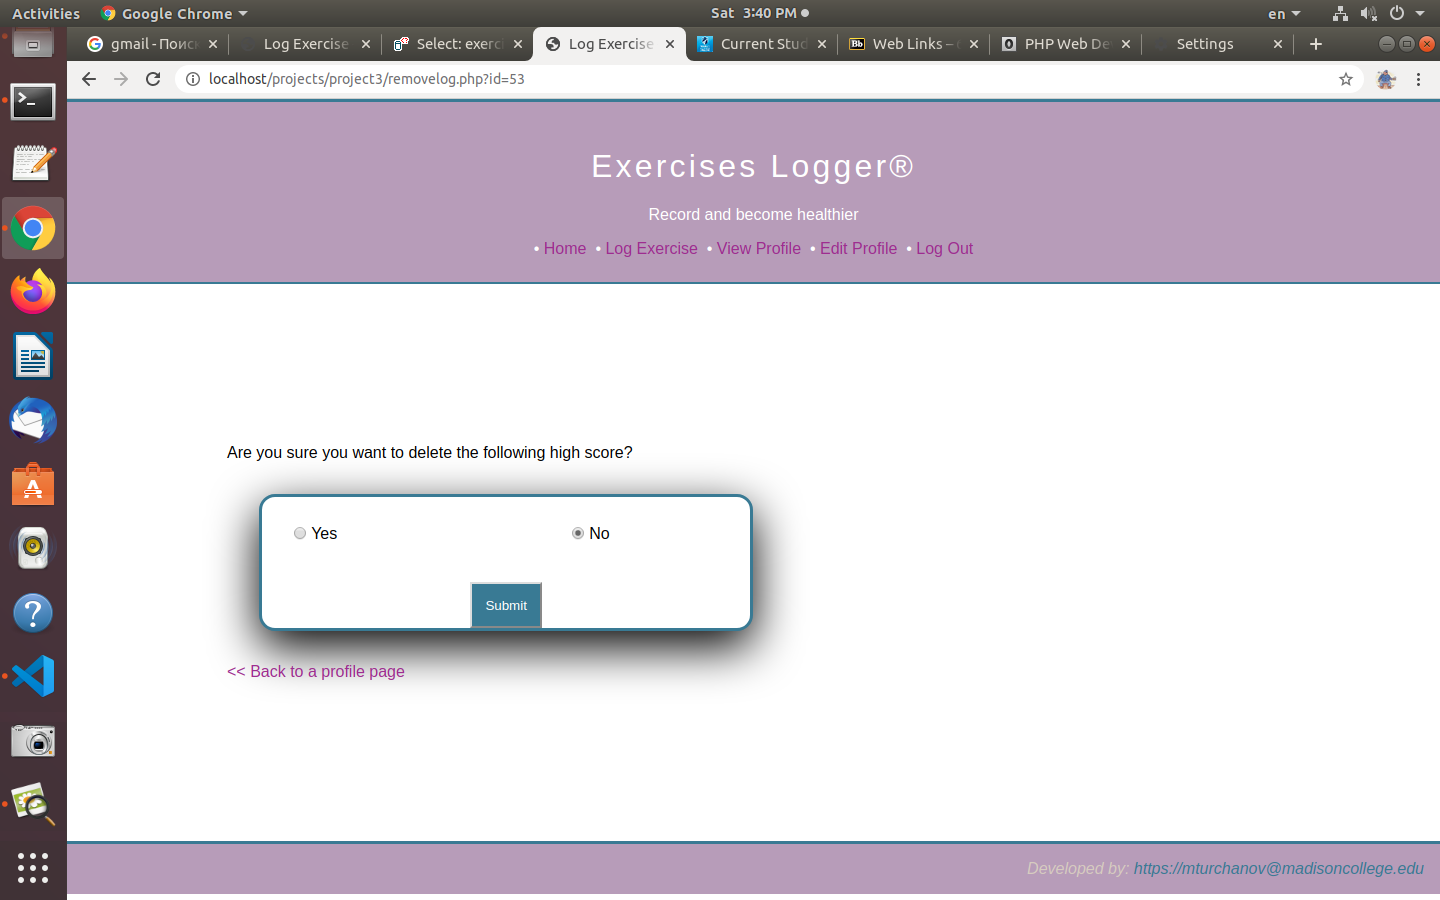 Activities
Google Chrome
Sat 3:40 PM
en
gmail - Поиск
Log Exercise
Select: exerci
Log Exercise
Current Stud
Web Links –
PHP Web De
Settings
localhost/projects/project3/removelog.php?id=53
Exercises Logger®
Record and become healthier
• Home • Log Exercise • View Profile • Edit Profile • Log Out
Are you sure you want to delete the following high score?
Yes
No
Submit
<< Back to a profile page
Developed by: https://mturchanov@madisoncollege.edu